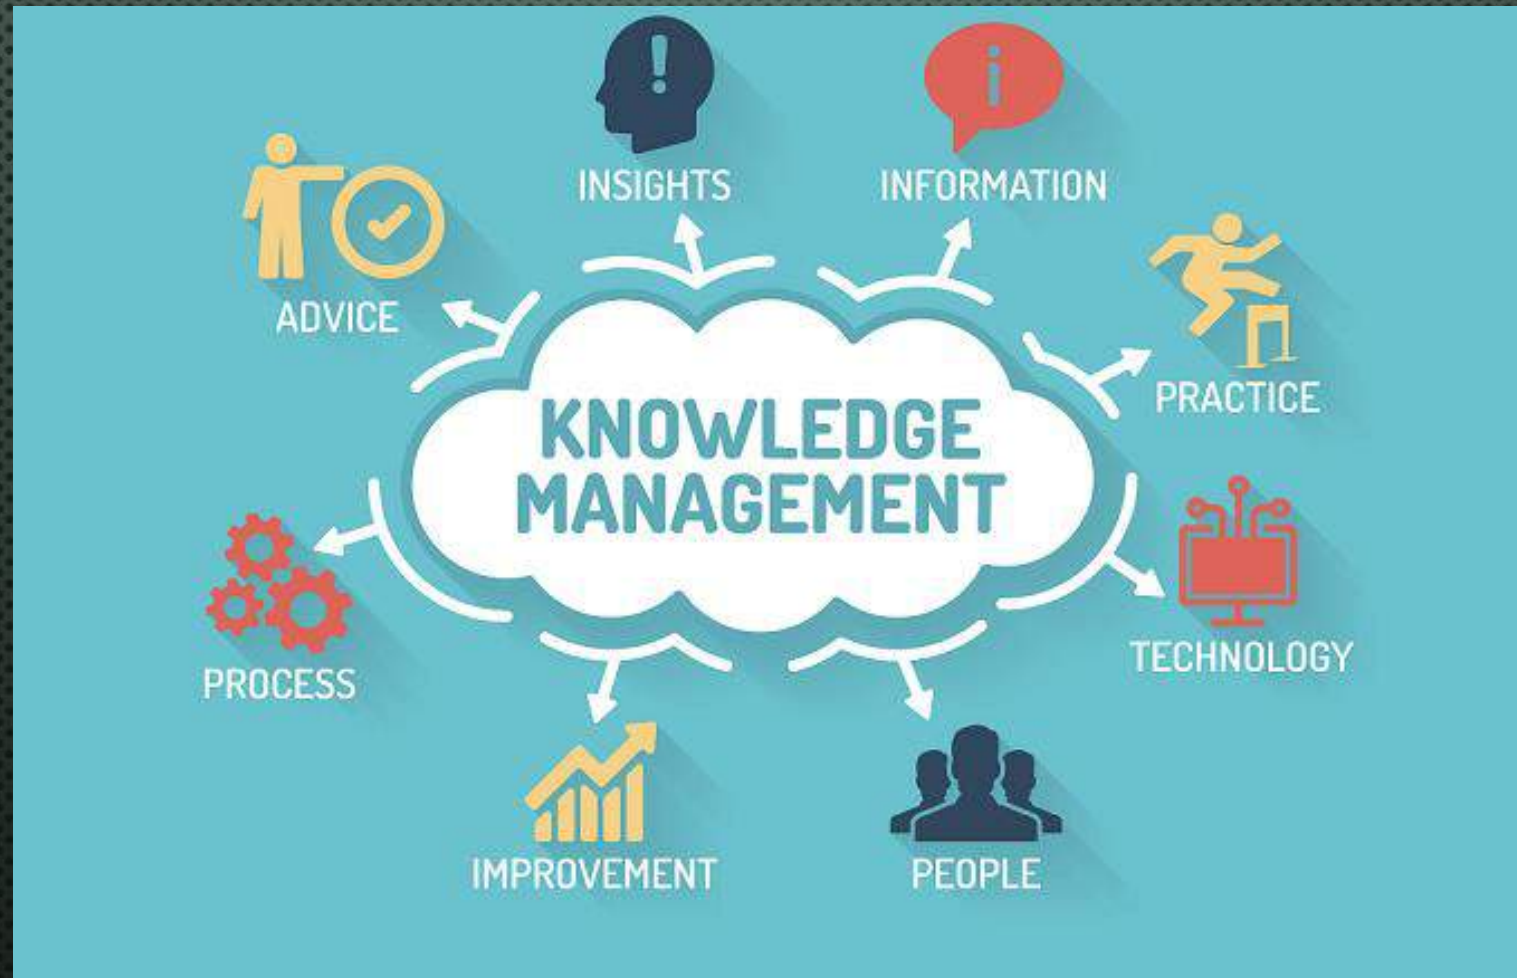 INSIGHTS
INFORMATION
ADVICE
PRACTICE
KNOWLEDGE
MANAGEMENT
TECHNOLOGY
PROCESS
IMPROVEMENT
PEOPLE